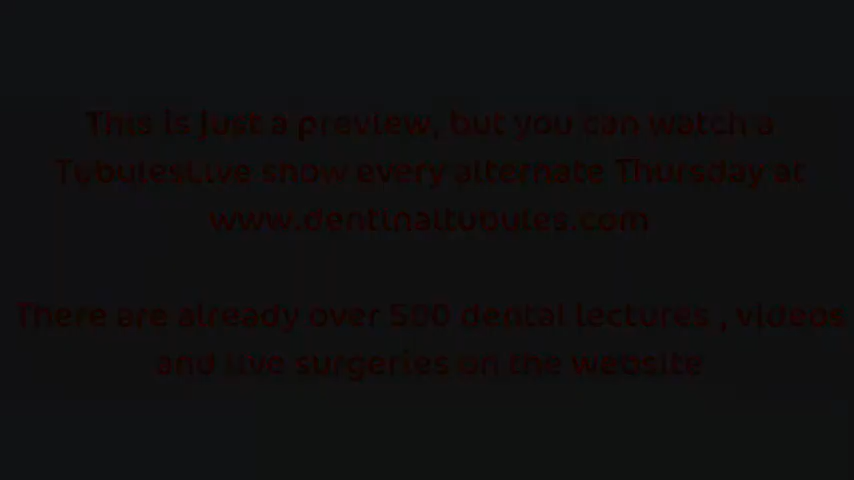 This is just a preview, but you can watch a
TubulesLive show every alternate Thursday at
www.dentinaltubules.com
There are already over 500 dental lectures , videos
and live surgeries on the website